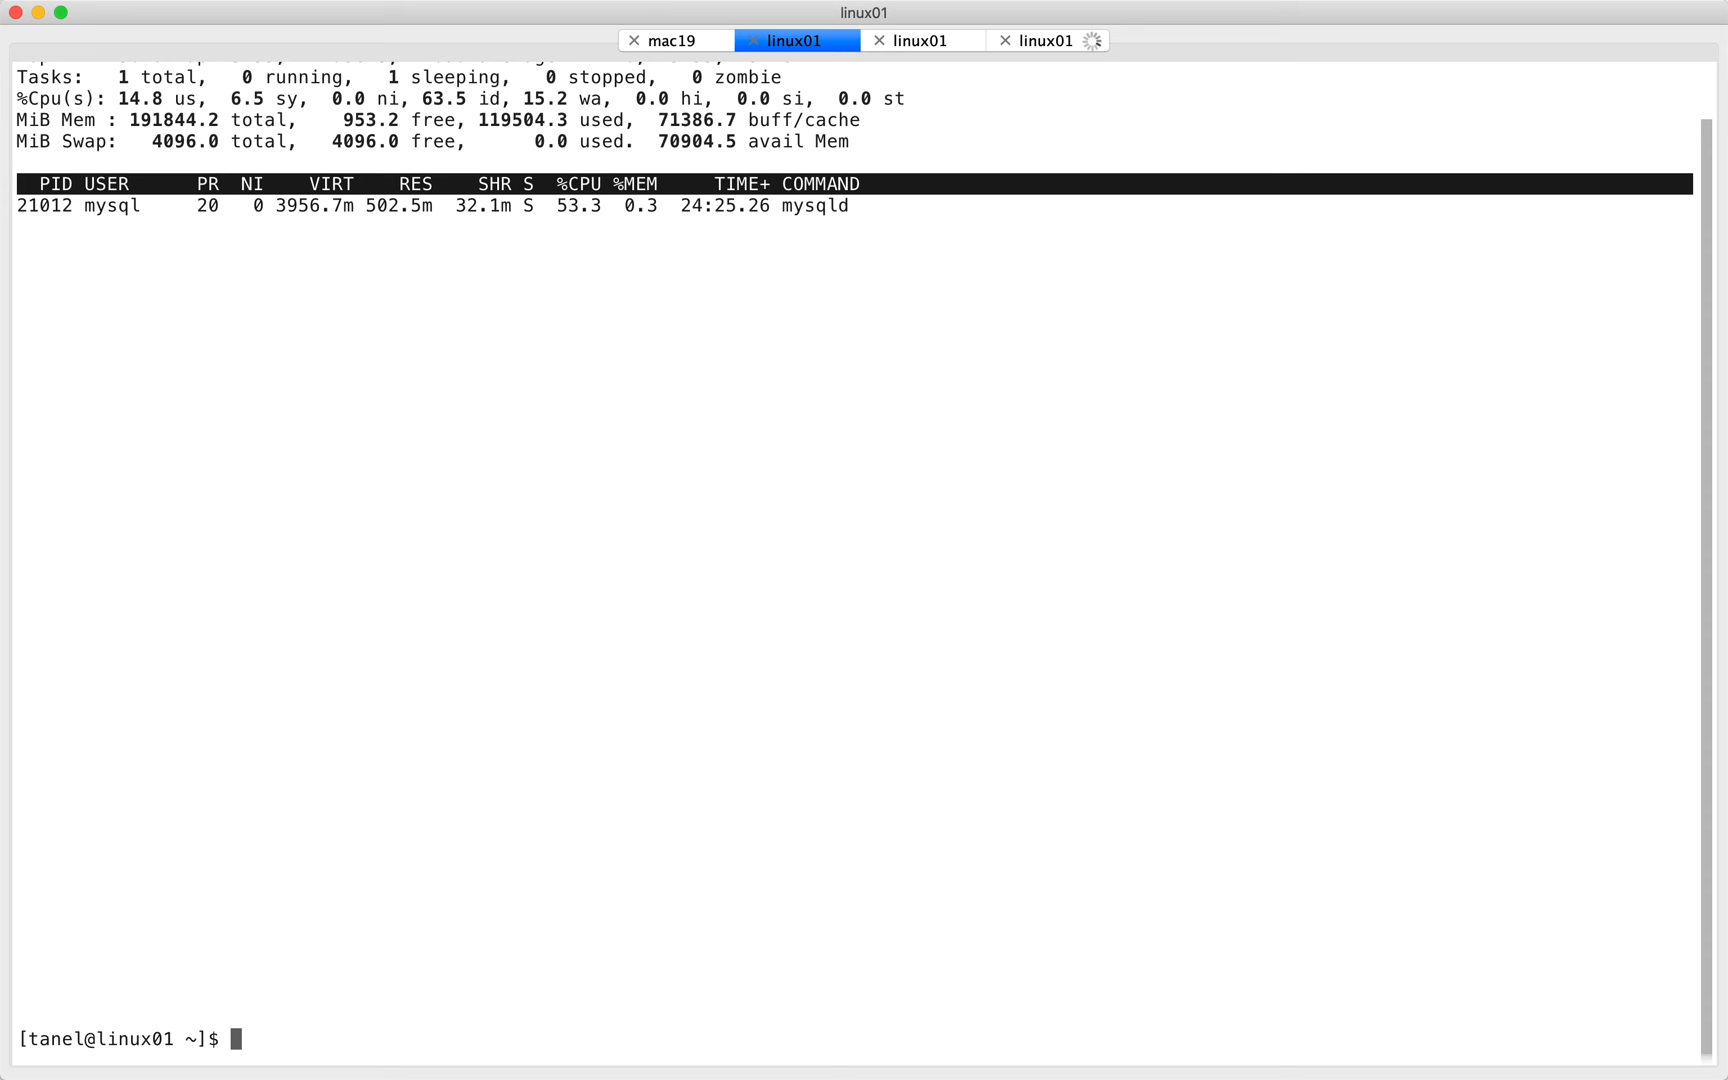 linux01
mac19 linux01 linux01 linux01
Tasks:   1 total,   0 running,   1 sleeping,   0 stopped,   0 zombie
%Cpu(s): 14.8 us,  6.5 sy,  0.0 ni, 63.5 id, 15.2 wa,  0.0 hi,  0.0 si,  0.0 st
MiB Mem : 191844.2 total,    953.2 free, 119504.3 used,  71386.7 buff/cache
MiB Swap:   4096.0 total,   4096.0 free,      0.0 used.  70904.5 avail Mem
  PID USER      PR  NI    VIRT    RES    SHR S  %CPU %MEM     TIME+ COMMAND
21012 mysql     20   0 3956.7m 502.5m  32.1m S  53.3  0.3  24:25.26 mysqld
[tanel@linux01 ~]$